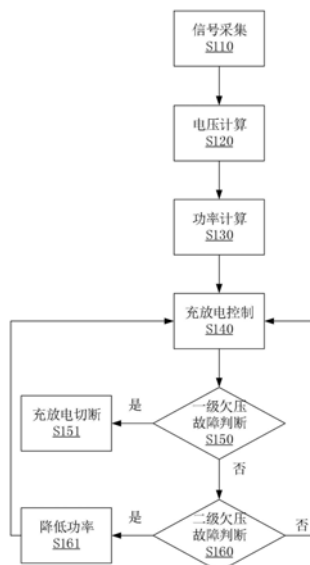 信号采集
S110
电压计算
S120
功率计算
S130
充放电控制
S140
一级欠压
故障判断
S150
是
充放电切断
S151
否
二级欠压
故障判断
S160
是
否
降低功率
S161